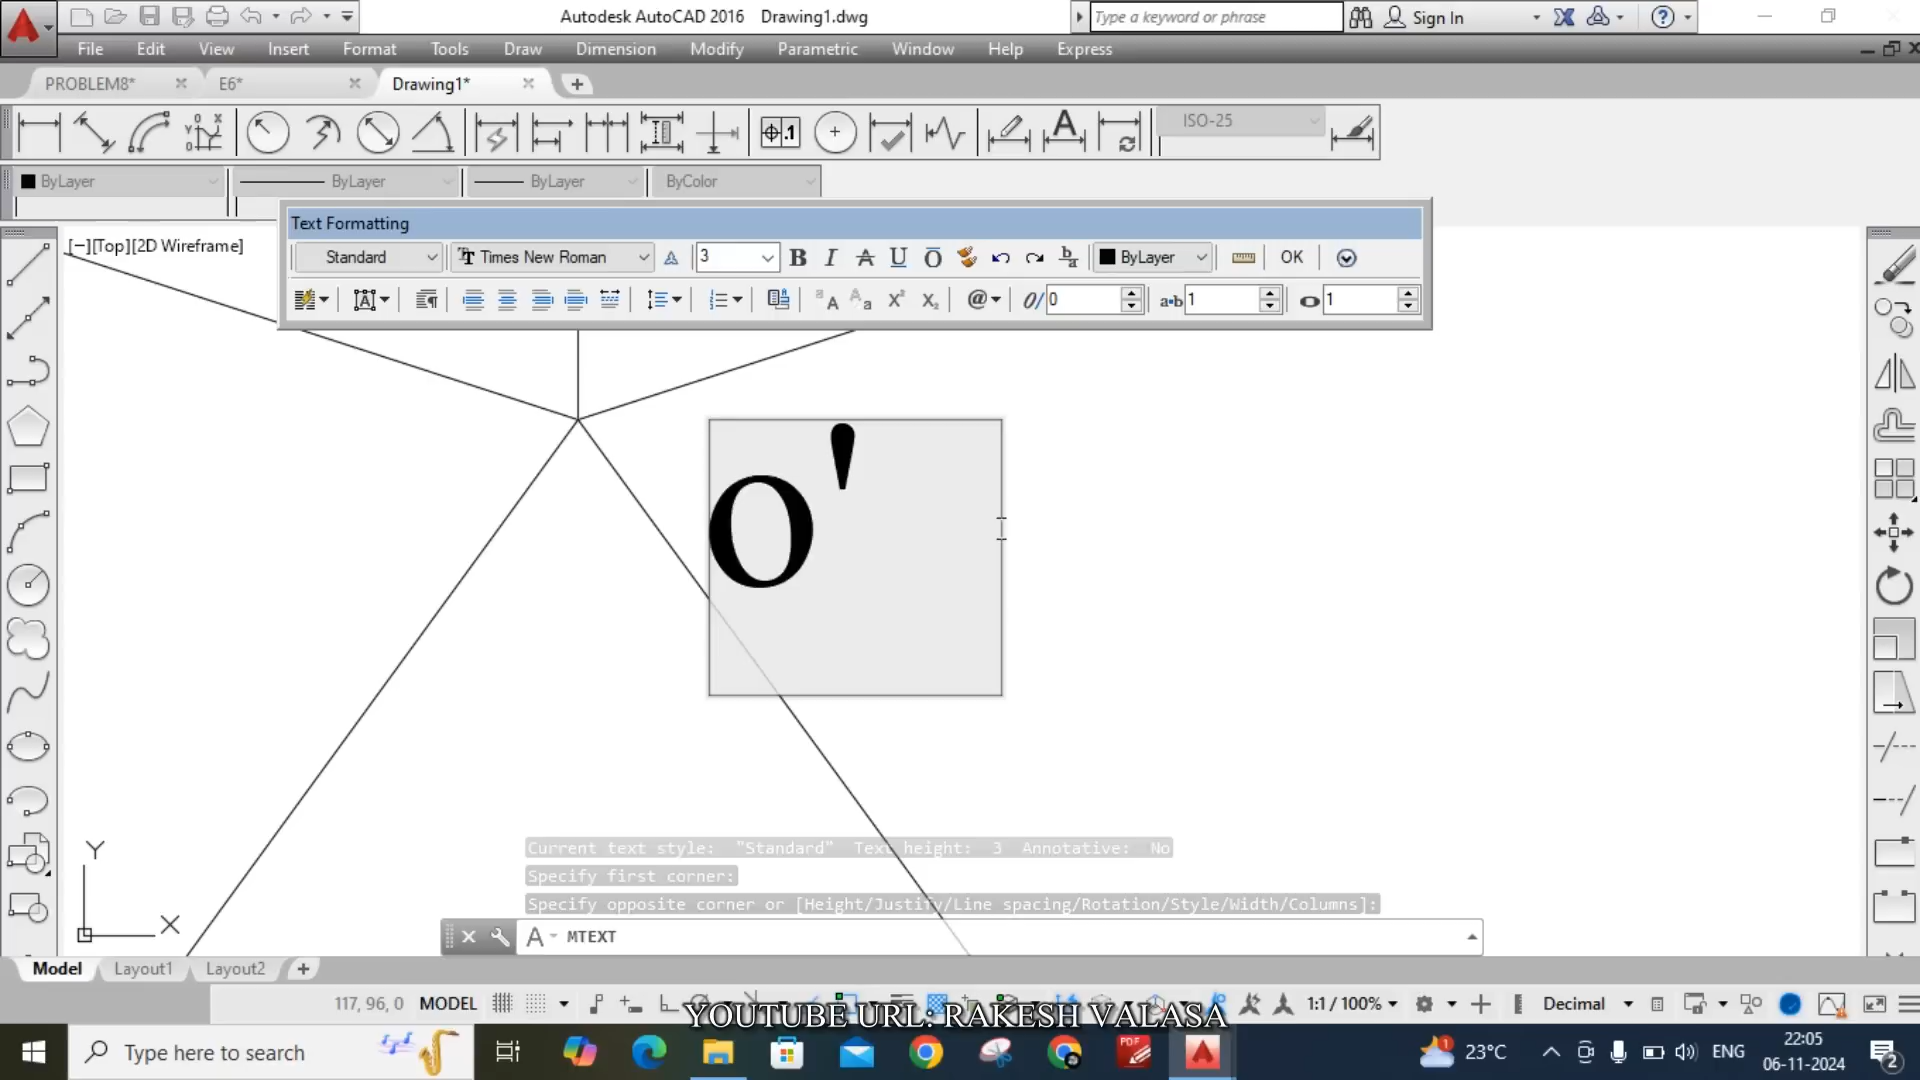 Autodesk AutoCAD 2016 Drawing1.dwg
Type a keyword or phrase
Sign In
File Edit View Insert Format Tools Draw Dimension Modify Parametric Window Help Express
PROBLEM8* E6* Drawing1*
ISO-25
ByLayer ByLayer ByLayer ByColor
Text Formatting
[−][Top][2D Wireframe]
Standard Times New Roman 3 B I A U O ByLayer OK
@ 0/ 0 a•b 1 1
o'
Current text style: "Standard" Text height: 3 Annotative: No
Specify first corner:
Specify opposite corner or [Height/Justify/Line spacing/Rotation/Style/Width/Columns]:
Y
X
MTEXT
Model Layout1 Layout2
117, 96, 0 MODEL 1:1 / 100% Decimal
YOUTUBE URL: RAKESH VALASA
Type here to search
23°C ENG 22:05
06-11-2024
2